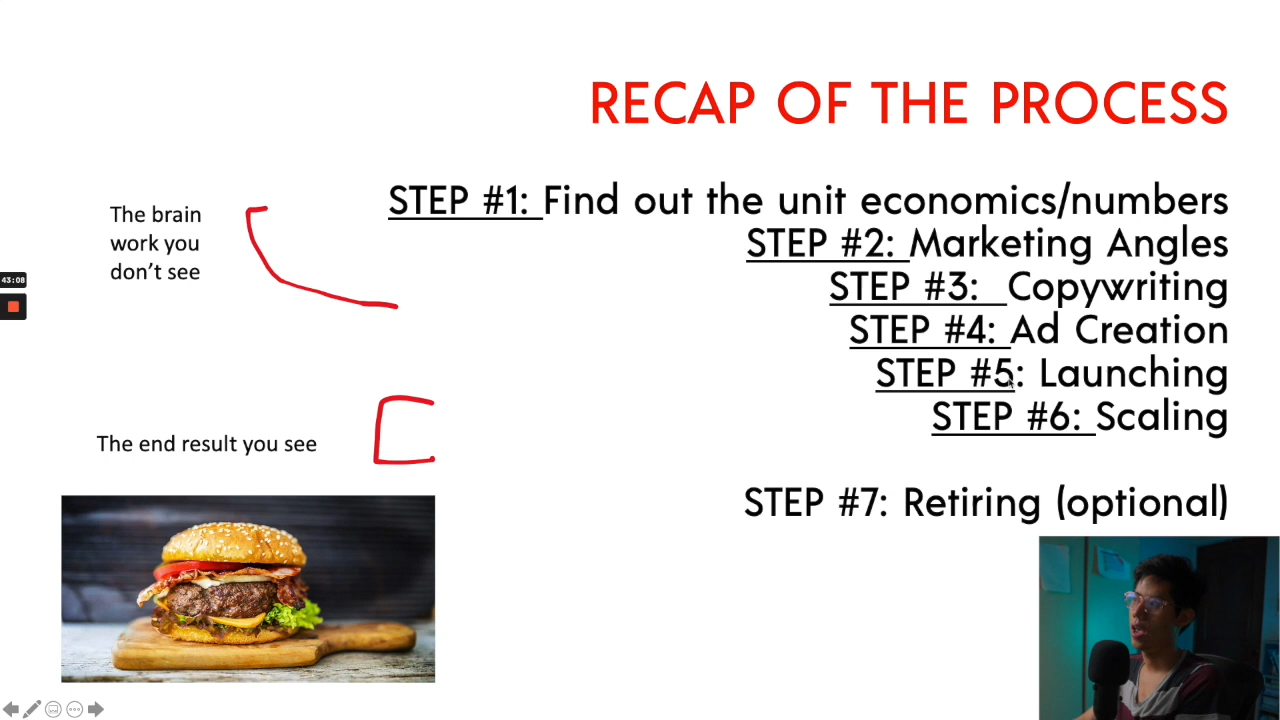 RECAP OF THE PROCESS
The brain
work you
don't see
STEP #1: Find out the unit economics/numbers
STEP #2: Marketing Angles
STEP #3: Copywriting
STEP #4: Ad Creation
STEP #5: Launching
STEP #6: Scaling
The end result you see
STEP #7: Retiring (optional)
43:08